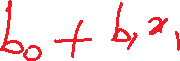 b₀ + b₁x₁